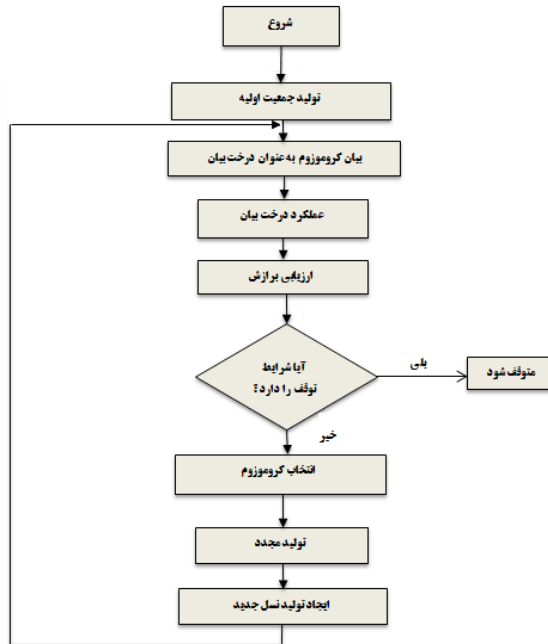 شروع
تولید جمعیت اولیه
بیان کروموزوم به عنوان درخت بیان
عملکرد درخت بیان
ارزیابی برازش
آیا شرایط
توقف را دارد؟
بلی
متوقف شود
خیر
انتخاب کروموزوم
تولید مجدد
ایجاد تولید نسل جدید